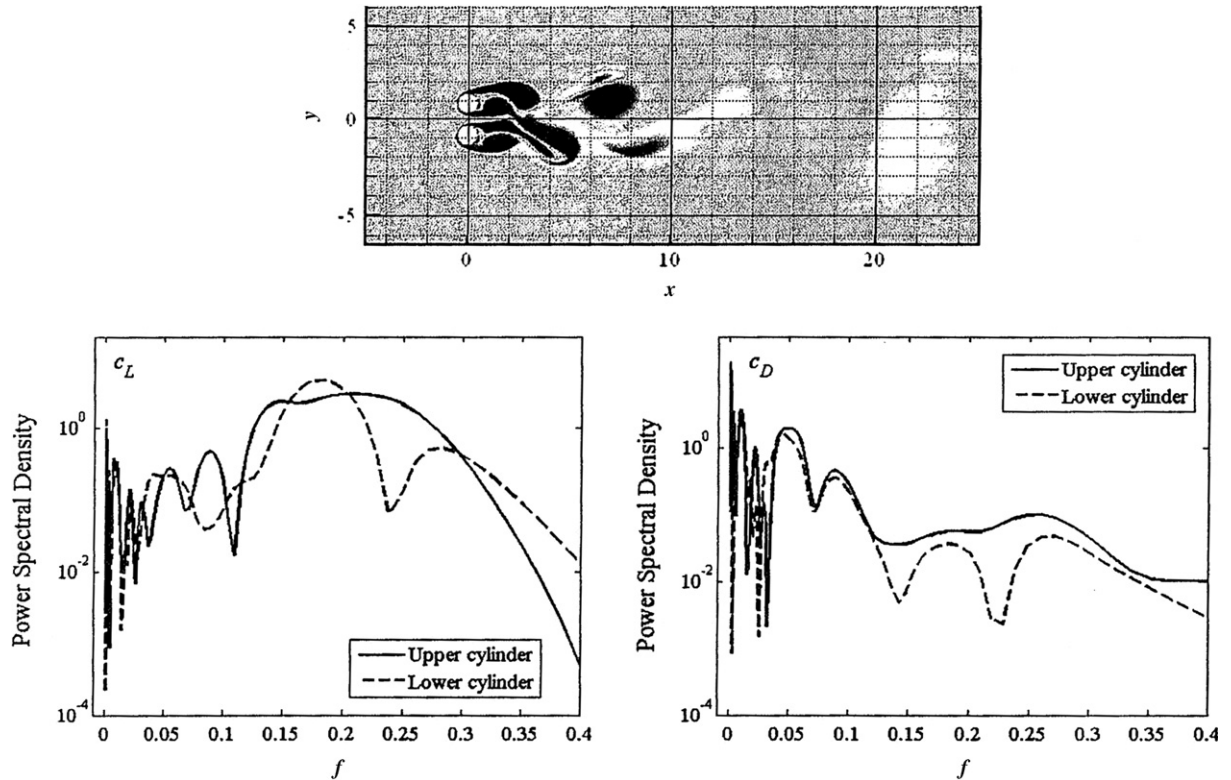 5
y
0
-5
0 10 20
x
c_L
Power Spectral Density
10^0
10^-2
10^-4
Upper cylinder
Lower cylinder
0 0.05 0.1 0.15 0.2 0.25 0.3 0.35 0.4
f
c_D
Upper cylinder
Lower cylinder
Power Spectral Density
10^0
10^-2
10^-4
0 0.05 0.1 0.15 0.2 0.25 0.3 0.35 0.4
f